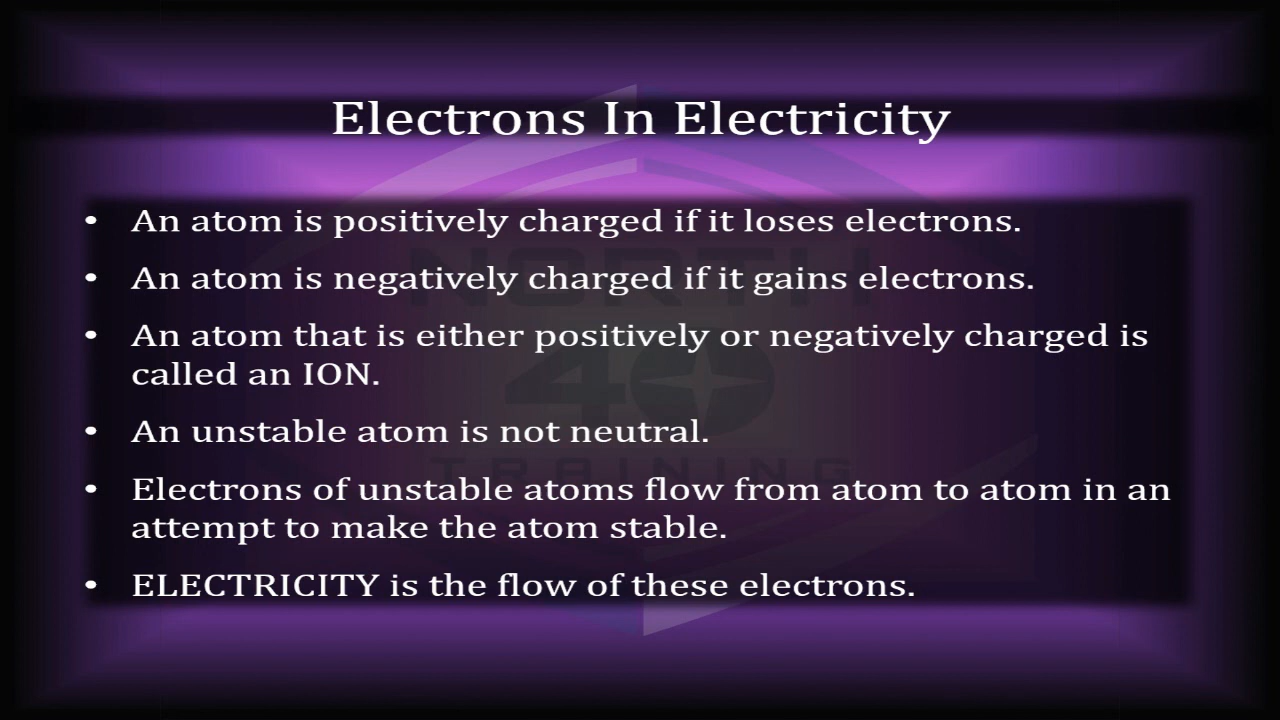 Electrons In Electricity
• An atom is positively charged if it loses electrons.
• An atom is negatively charged if it gains electrons.
• An atom that is either positively or negatively charged is
called an ION.
• An unstable atom is not neutral.
• Electrons of unstable atoms flow from atom to atom in an
attempt to make the atom stable.
• ELECTRICITY is the flow of these electrons.
NORTH
40
TRAINING